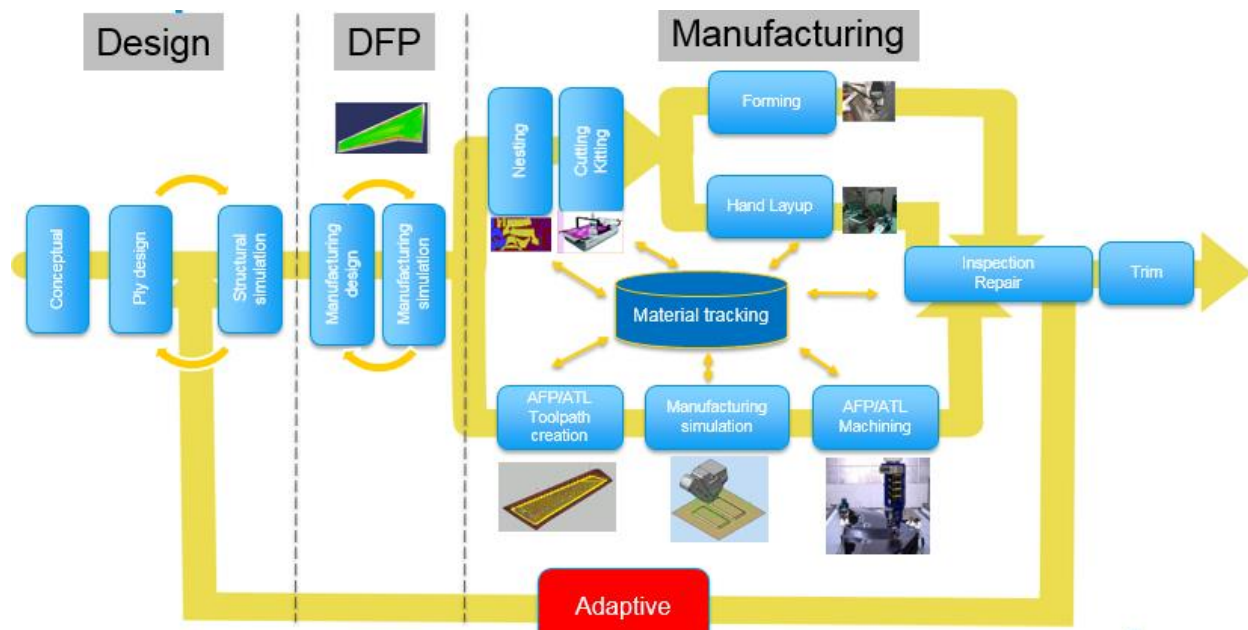 Design
DFP
Manufacturing
Conceptual
Ply design
Structural
simulation
Manufacturing
design
Manufacturing
simulation
Nesting
Cutting
Kitting
Forming
Hand Layup
Material tracking
Inspection
Repair
Trim
AFP/ATL
Toolpath
creation
Manufacturing
simulation
AFP/ATL
Machining
Adaptive